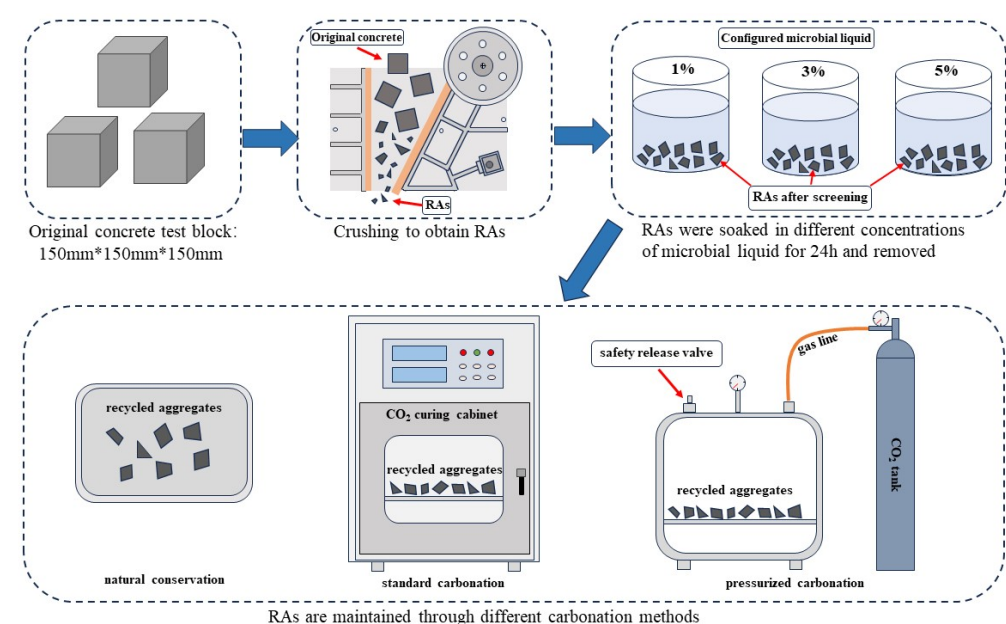 Original concrete test block:
150mm*150mm*150mm
Original concrete
RAs
Crushing to obtain RAs
Configured microbial liquid
1%
3%
5%
RAs after screening
RAs were soaked in different concentrations
of microbial liquid for 24h and removed
recycled aggregates
natural conservation
CO₂ curing cabinet
recycled aggregates
standard carbonation
safety release valve
gas line
CO₂ tank
recycled aggregates
pressurized carbonation
RAs are maintained through different carbonation methods